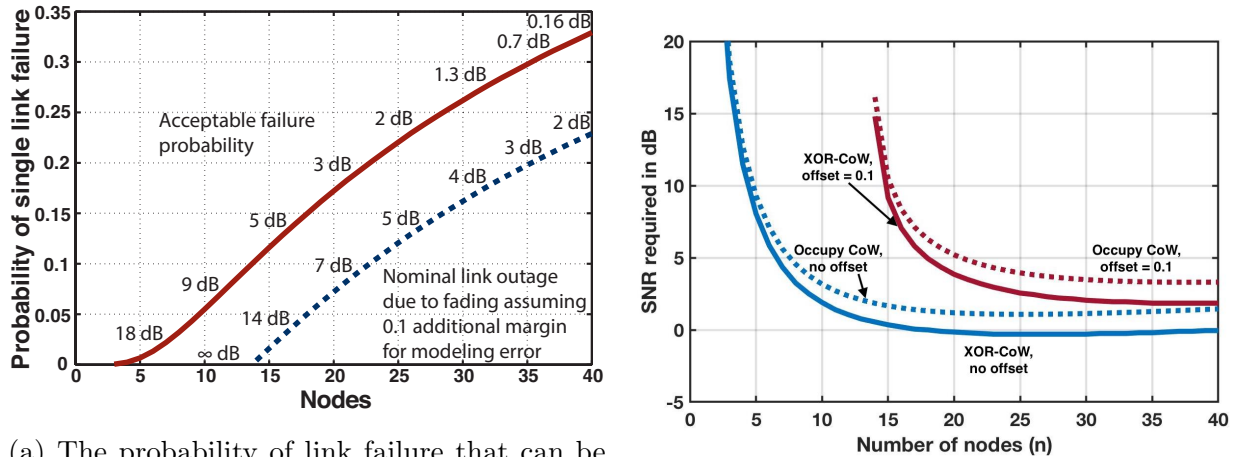 0.35
0.3
0.25
0.2
0.15
0.1
0.05
0
Probability of single link failure
0.16 dB
0.7 dB
1.3 dB
2 dB
3 dB
5 dB
9 dB
18 dB
Acceptable failure
probability
2 dB
3 dB
4 dB
5 dB
7 dB
14 dB
∞ dB
Nominal link outage
due to fading assuming
0.1 additional margin
for modeling error
0 5 10 15 20 25 30 35 40
Nodes
(a) The probability of link failure that can be
20
15
10
5
0
-5
SNR required in dB
XOR-CoW,
offset = 0.1
Occupy CoW,
no offset
Occupy CoW,
offset = 0.1
XOR-CoW,
no offset
0 5 10 15 20 25 30 35 40
Number of nodes (n)